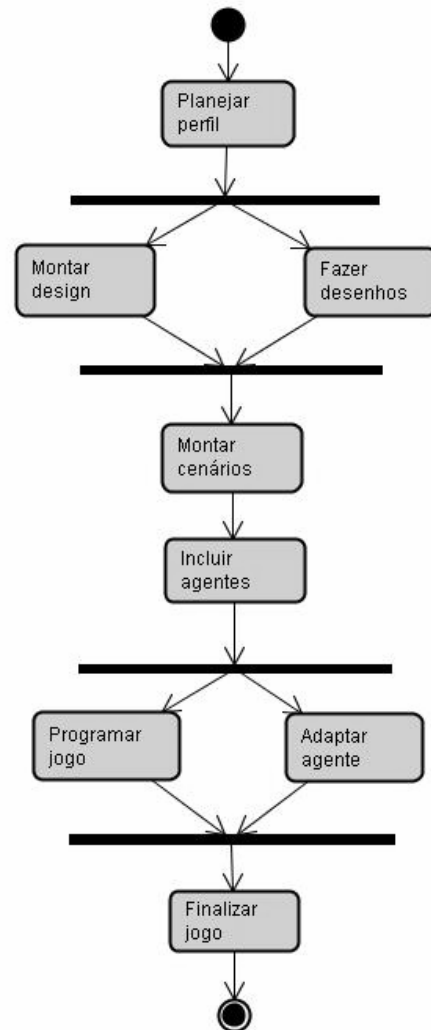 Planejar
perfil
Montar
design
Fazer
desenhos
Montar
cenários
Incluir
agentes
Programar
jogo
Adaptar
agente
Finalizar
jogo